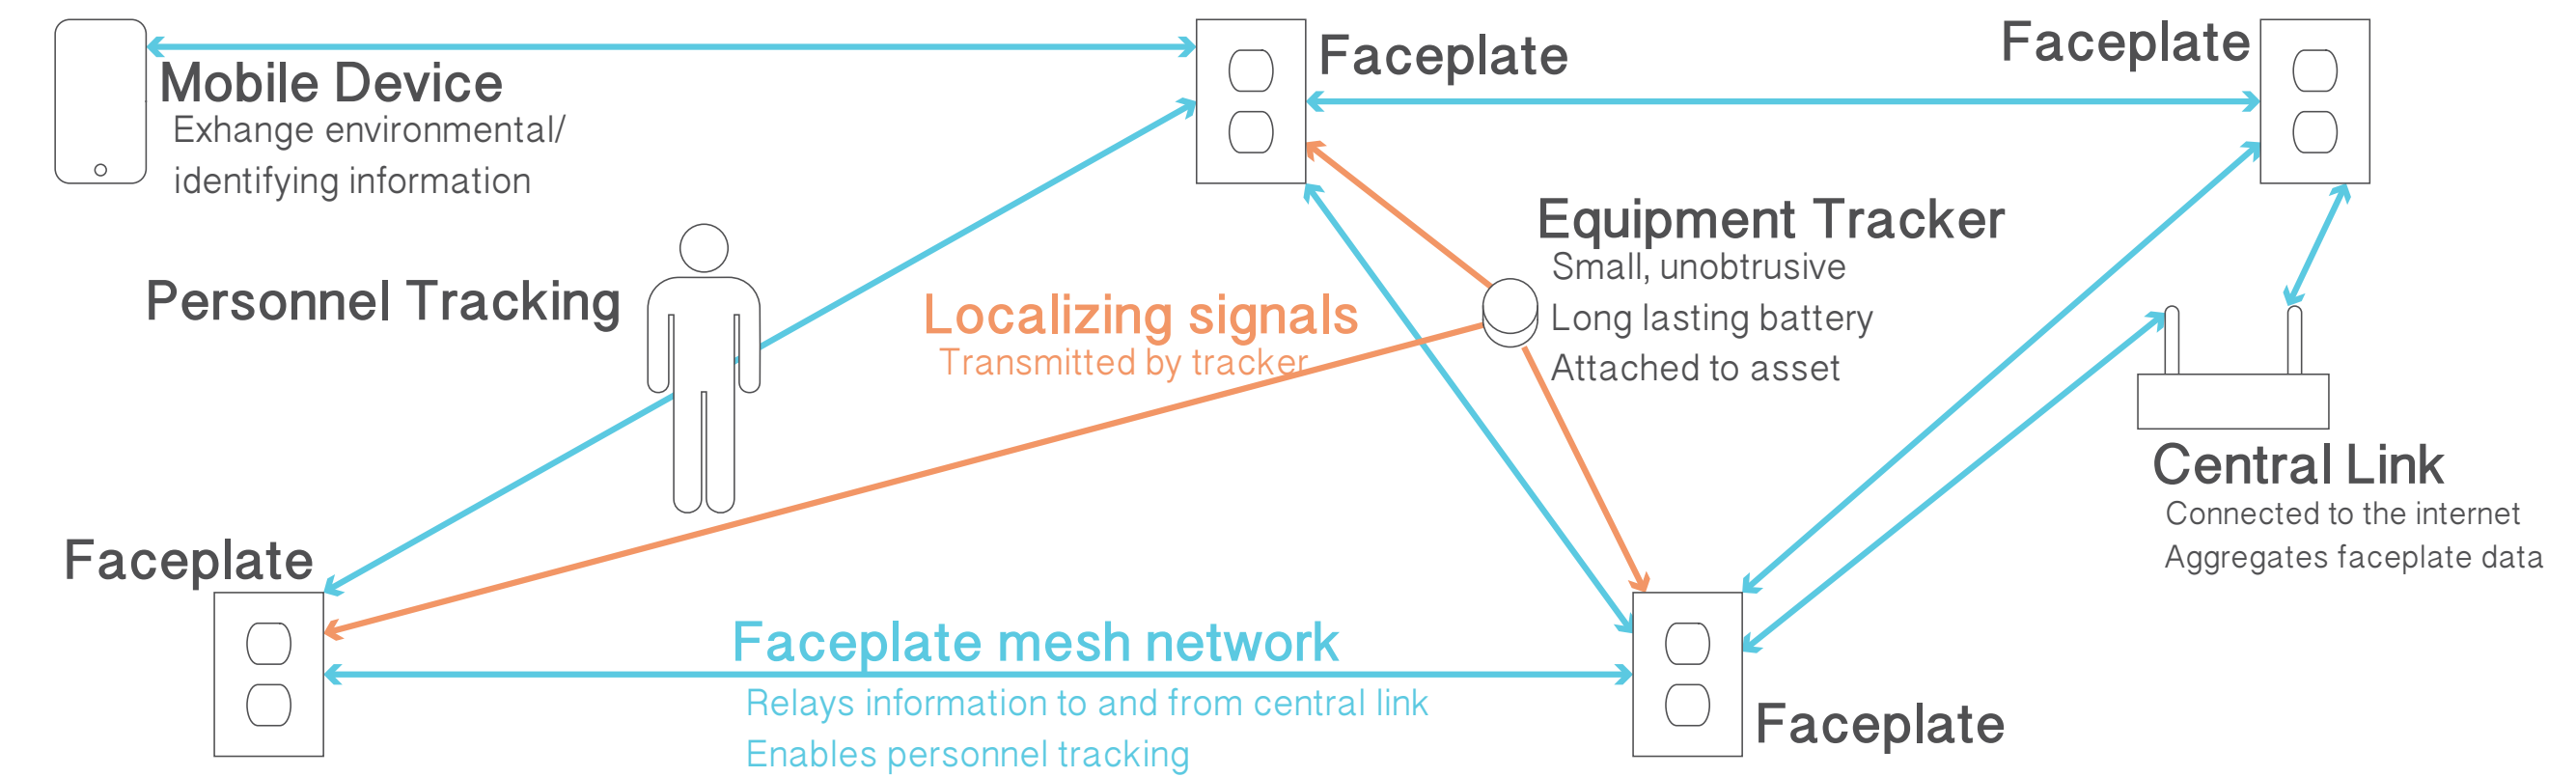 Faceplate
Faceplate
Mobile Device
Exhange environmental/
identifying information
Equipment Tracker
Small, unobtrusive
Long lasting battery
Attached to asset
Personnel Tracking
Localizing signals
Transmitted by tracker
Central Link
Connected to the internet
Aggregates faceplate data
Faceplate
Faceplate mesh network
Relays information to and from central link
Enables personnel tracking
Faceplate